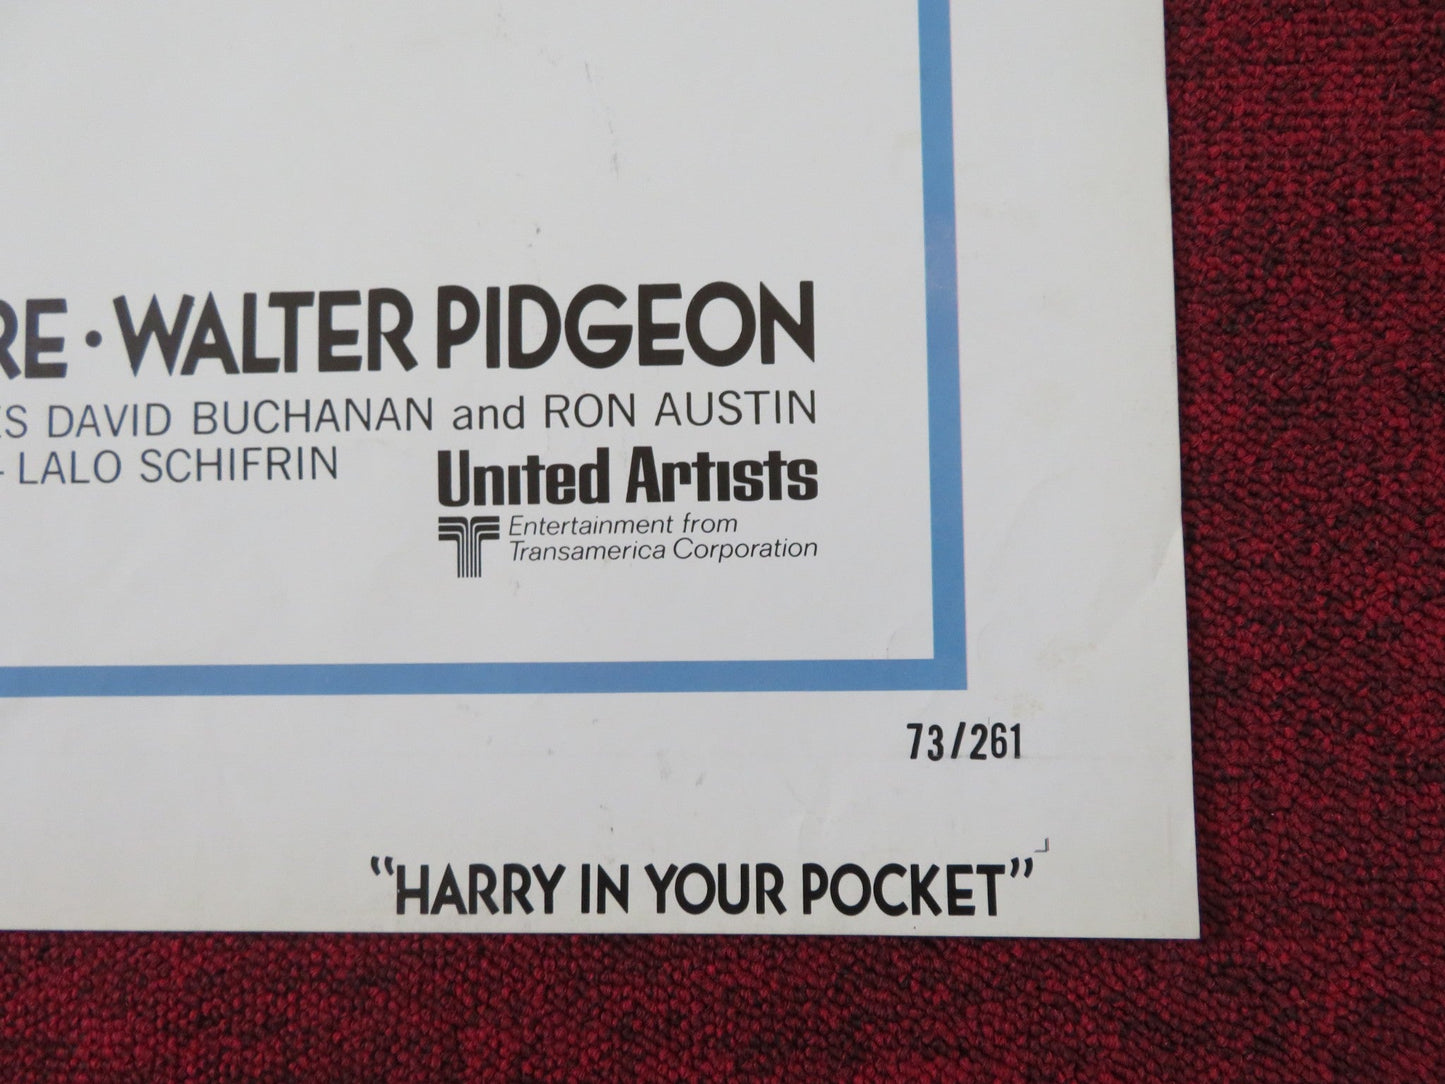 RE · WALTER PIDGEON
ES DAVID BUCHANAN and RON AUSTIN
- LALO SCHIFRIN
United Artists
Entertainment from
Transamerica Corporation
73/261
"HARRY IN YOUR POCKET"